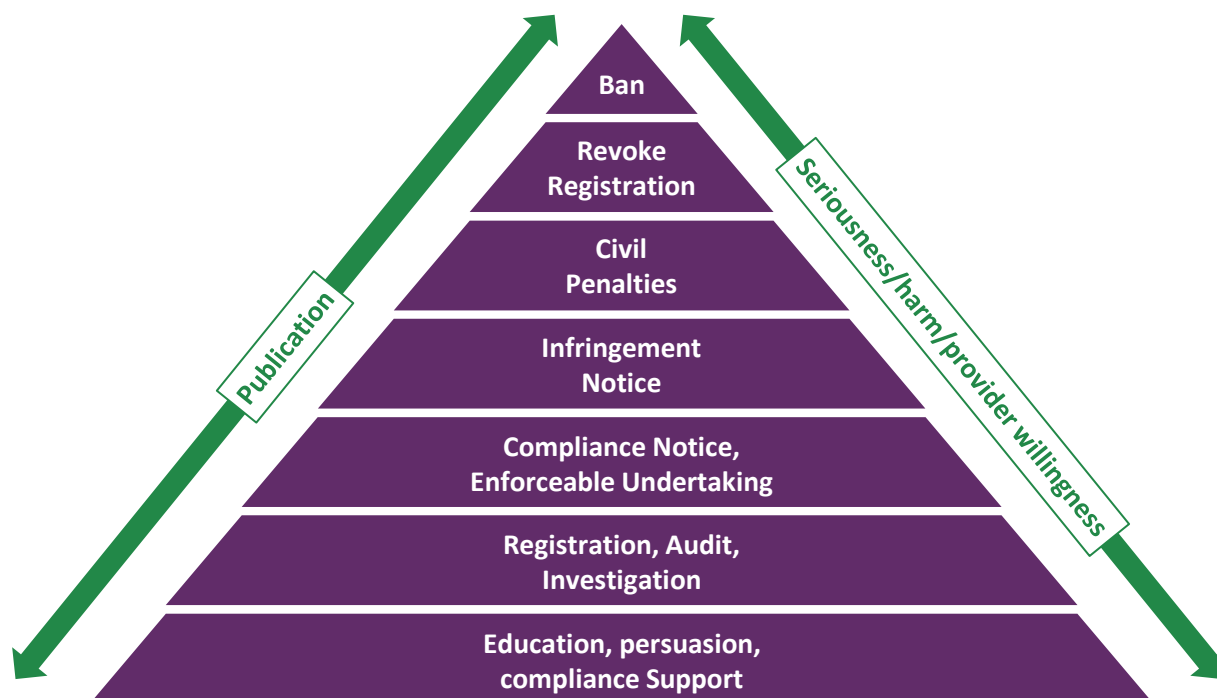 Ban
Revoke
Registration
Civil
Penalties
Infringement
Notice
Compliance Notice,
Enforceable Undertaking
Registration, Audit,
Investigation
Education, persuasion,
compliance Support
Publication
Seriousness/harm/provider willingness